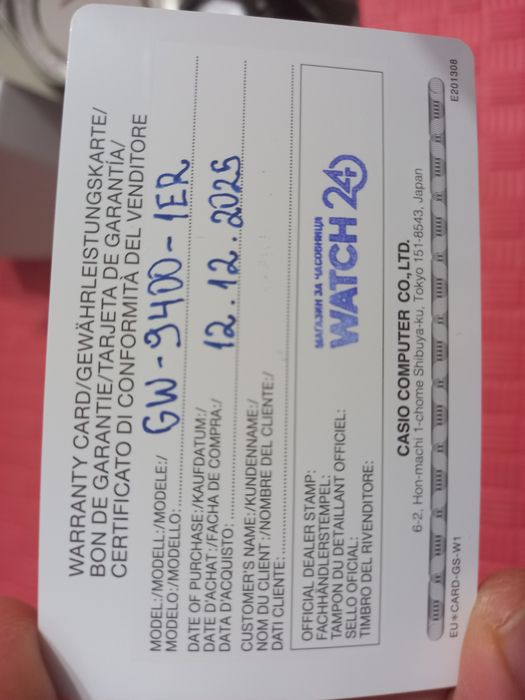 WARRANTY CARD/GEWÄHRLEISTUNGSKARTE/
BON DE GARANTIE/TARJETA DE GARANTÍA/
CERTIFICATO DI CONFORMITÀ DEL VENDITORE
MODEL:/MODELL:/MODELE:/
MODELO:/MODELLO: GW-9400-1ER
DATE OF PURCHASE:/KAUFDATUM:/
DATE D'ACHAT:/FACHA DE COMPRA:/
DATA D'ACQUISTO: 12.12.2025
CUSTOMER'S NAME:/KUNDENNAME:/
NOM DU CLIENT:/NOMBRE DEL CLIENTE:/
DATI CLIENTE:
OFFICIAL DEALER STAMP:
FACHHÄNDLERSTEMPEL:
TAMPON DU DETAILLANT OFFICIEL:
SELLO OFICIAL:
TIMBRO DEL RIVENDITORE:
МАГАЗИН ЗА ЧАСОВНИЦИ
WATCH 24
CASIO COMPUTER CO.,LTD.
6-2, Hon-machi 1-chome Shibuya-ku, Tokyo 151-8543, Japan
EU*CARD-GS-W1
E201308